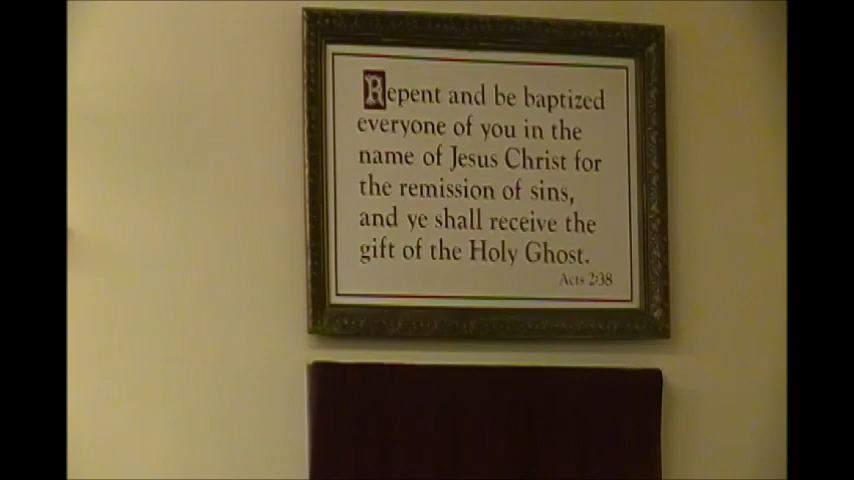 Repent and be baptized
everyone of you in the
name of Jesus Christ for
the remission of sins,
and ye shall receive the
gift of the Holy Ghost.
Acts 2:38